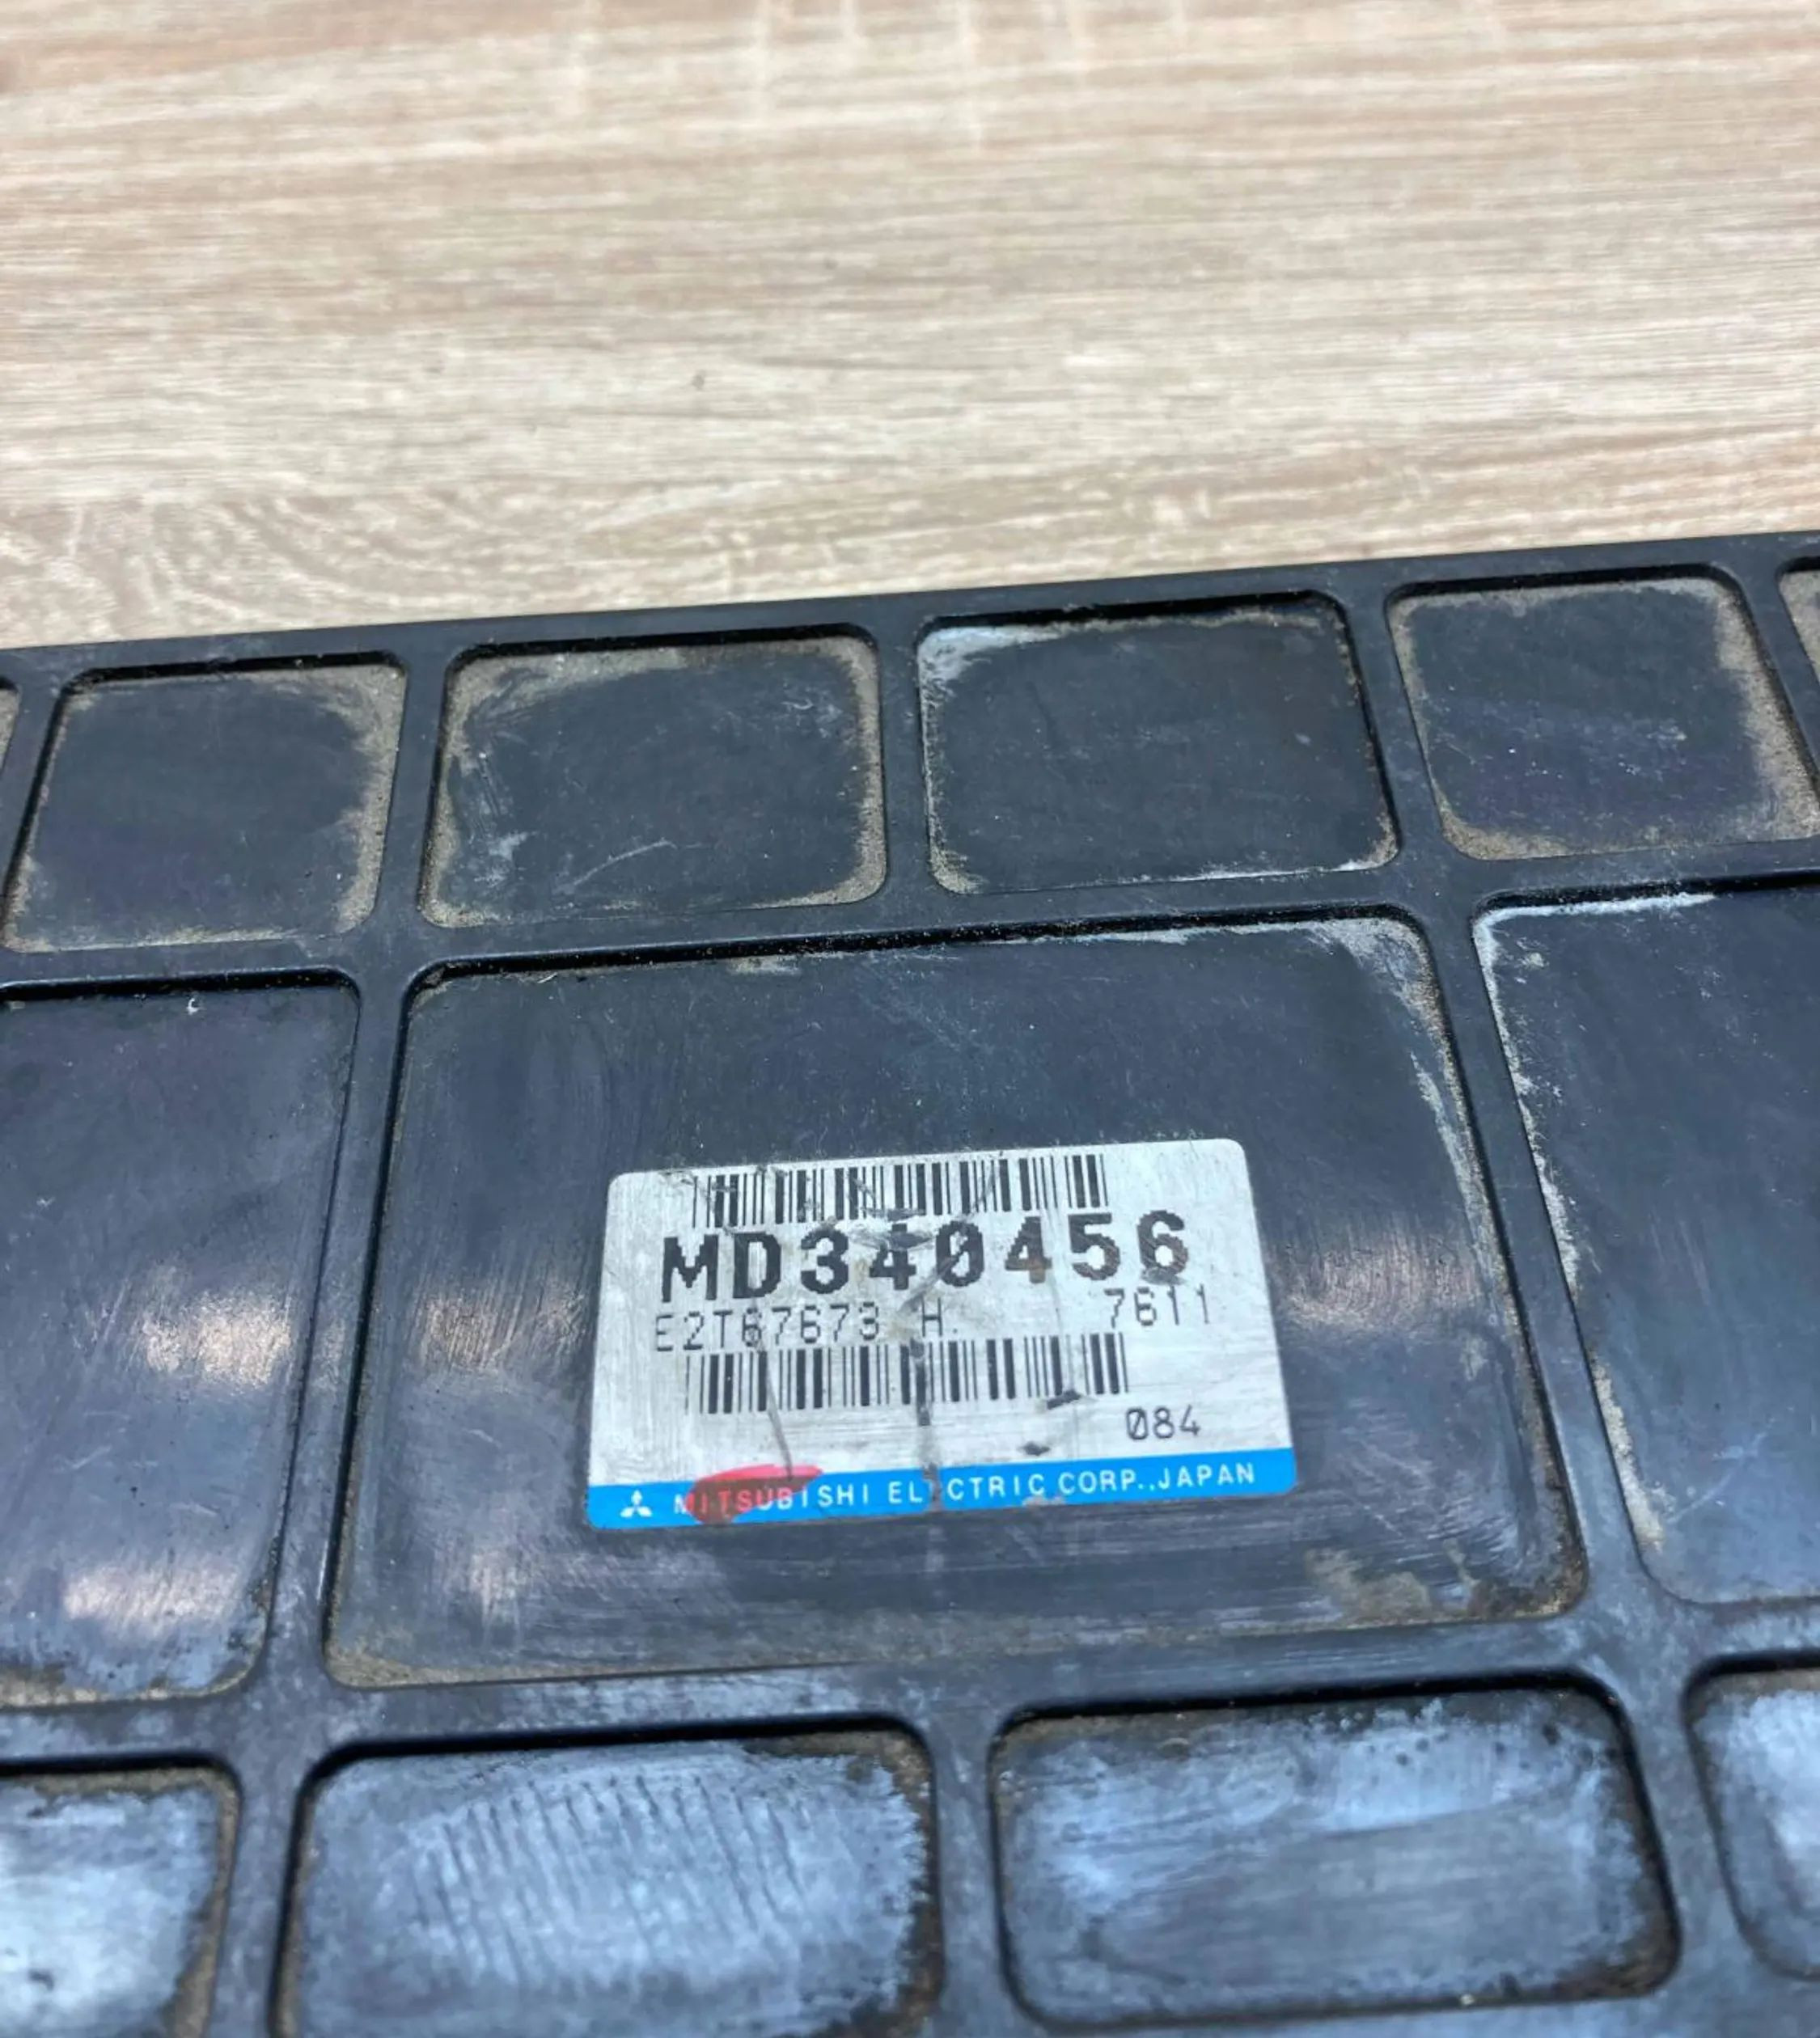 MD340456
E2T67673 H. 7611
084
MITSUBISHI ELECTRIC CORP.,JAPAN